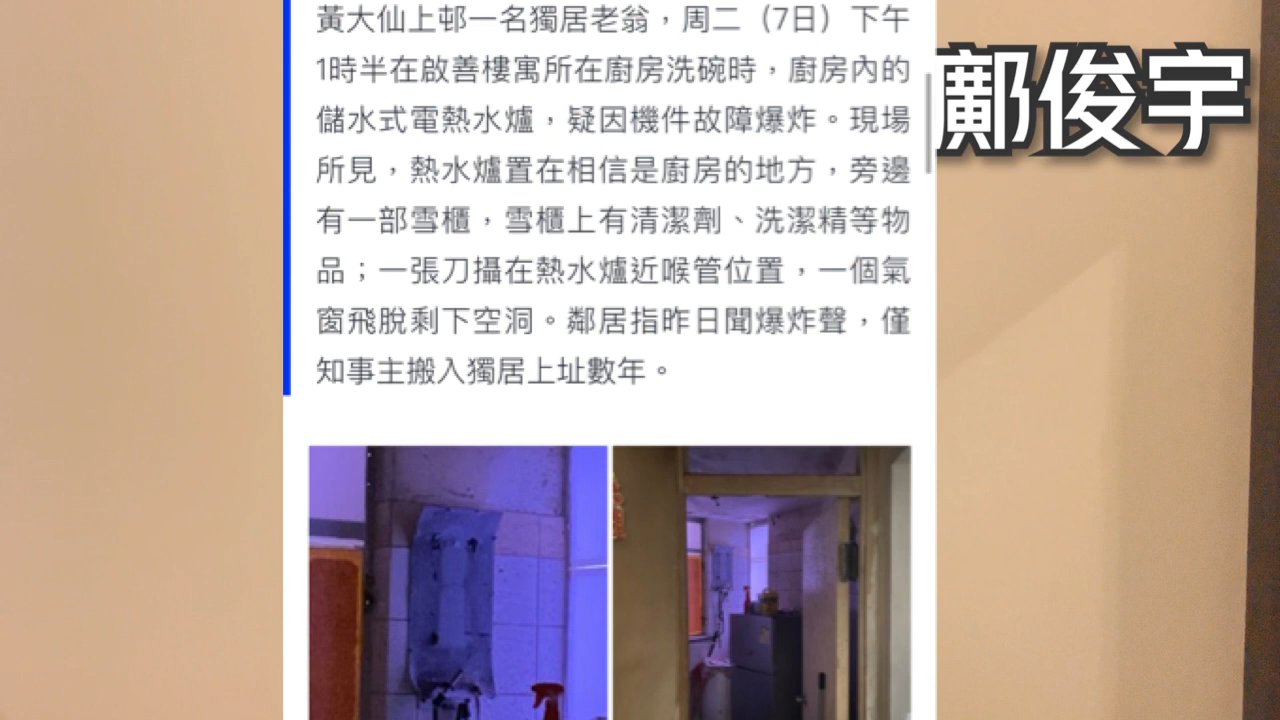 黃大仙上邨一名獨居老翁，周二（7日）下午
1時半在啟善樓寓所在廚房洗碗時，廚房內的
儲水式電熱水爐，疑因機件故障爆炸。現場
所見，熱水爐置在相信是廚房的地方，旁邊
有一部雪櫃，雪櫃上有清潔劑、洗潔精等物
品；一張刀攝在熱水爐近喉管位置，一個氣
窗飛脫剩下空洞。鄰居指昨日聞爆炸聲，僅
知事主搬入獨居上址數年。
鄺俊宇